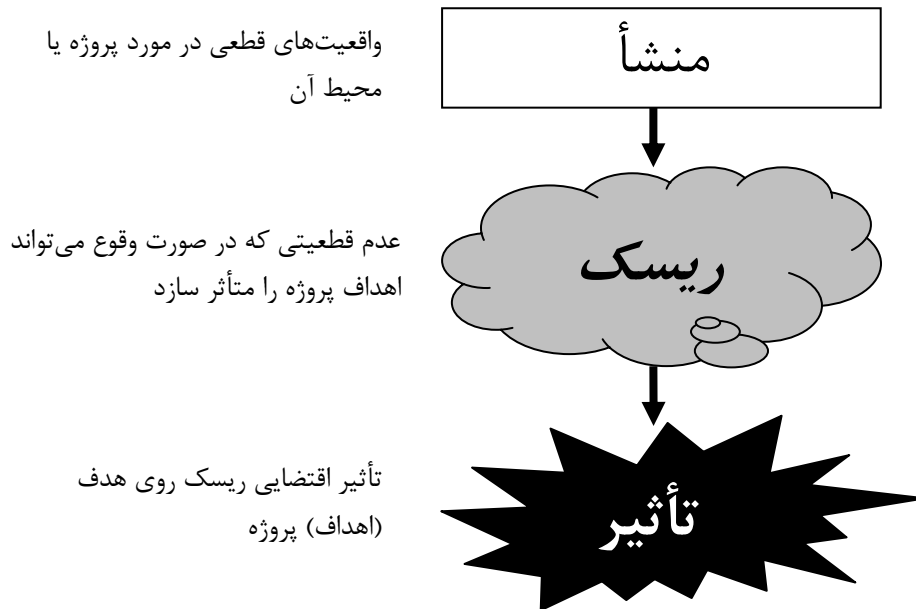 منشأ
واقعیت‌های قطعی در مورد پروژه یا
محیط آن
ریسک
عدم قطعیتی که در صورت وقوع می‌تواند
اهداف پروژه را متأثر سازد
تأثیر
تأثیر اقتضایی ریسک روی هدف
(اهداف) پروژه